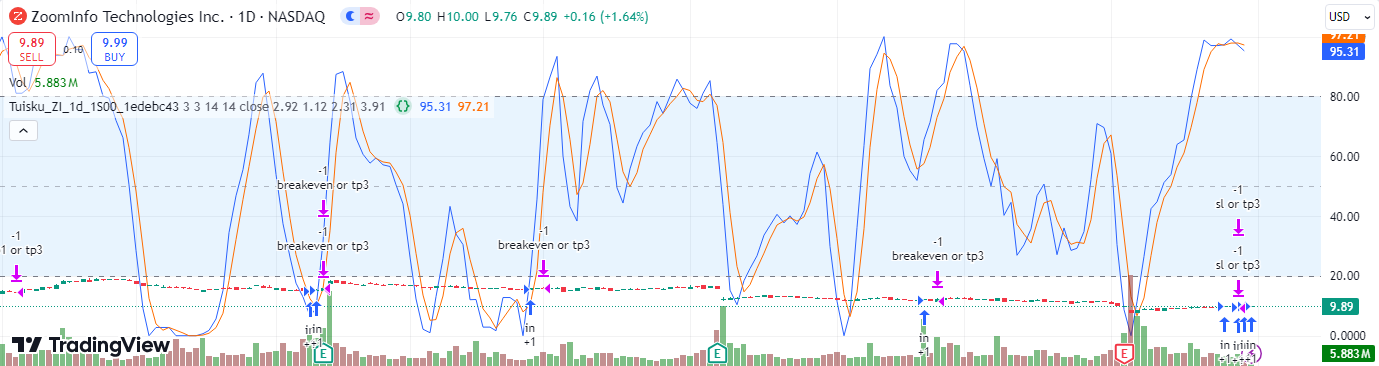 Z ZoomInfo Technologies Inc. · 1D · NASDAQ O9.80 H10.00 L9.76 C9.89 +0.16 (+1.64%)
USD
9.89 SELL 0.10 9.99 BUY
97.21
95.31
Vol 5.883M
Tuisku_ZI_1d_1S00_1edebc43 3 3 14 14 close 2.92 1.12 2.31 3.91 {} 95.31 97.21
80.00
60.00
-1
breakeven or tp3
-1
sl or tp3
40.00
-1
1 or tp3
-1
breakeven or tp3
-1
breakeven or tp3
-1
breakeven or tp3
-1
sl or tp3
20.00
9.89
in
+1
in
+1
in
+1
in
+1
0.0000
TradingView
E
E
E
5.883M